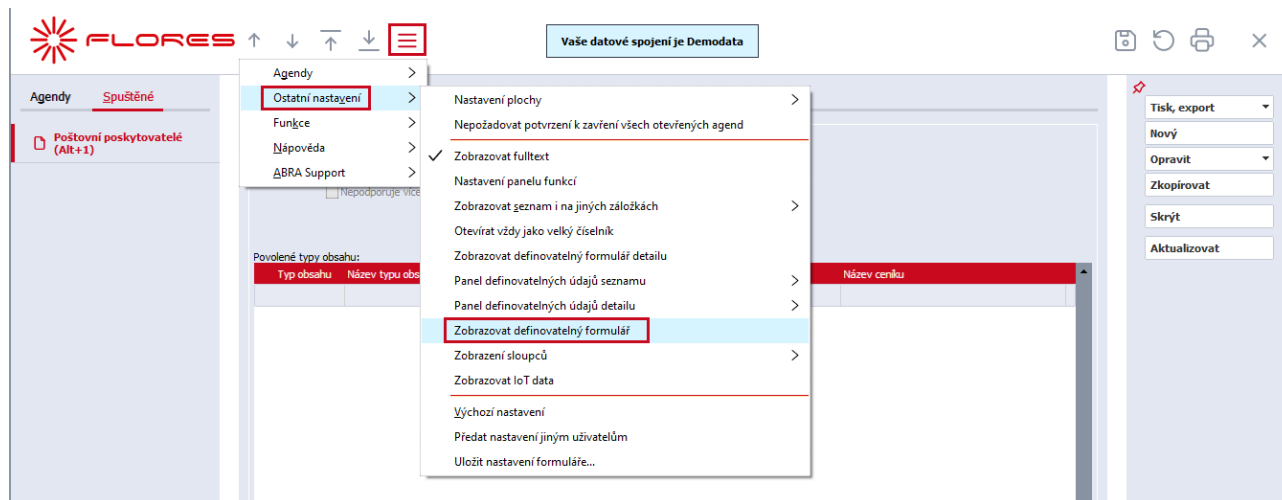 FLORES
Vaše datové spojení je Demodata
Agendy
Spuštěné
Poštovní poskytovatelé
(Alt+1)
Agendy
Ostatní nastavení
Funkce
Nápověda
ABRA Support
Nastavení plochy
Nepožadovat potvrzení k zavření všech otevřených agend
Zobrazovat fulltext
Nastavení panelu funkcí
Zobrazovat seznam i na jiných záložkách
Otevírat vždy jako velký číselník
Zobrazovat definovatelný formulář detailu
Panel definovatelných údajů seznamu
Panel definovatelných údajů detailu
Zobrazovat definovatelný formulář
Zobrazení sloupců
Zobrazovat IoT data
Výchozí nastavení
Předat nastavení jiným uživatelům
Uložit nastavení formuláře...
Nepodporuje více
Povolené typy obsahu:
Typ obsahu
Název typu obs
Název ceníku
Tisk, export
Nový
Opravit
Zkopírovat
Skrýt
Aktualizovat